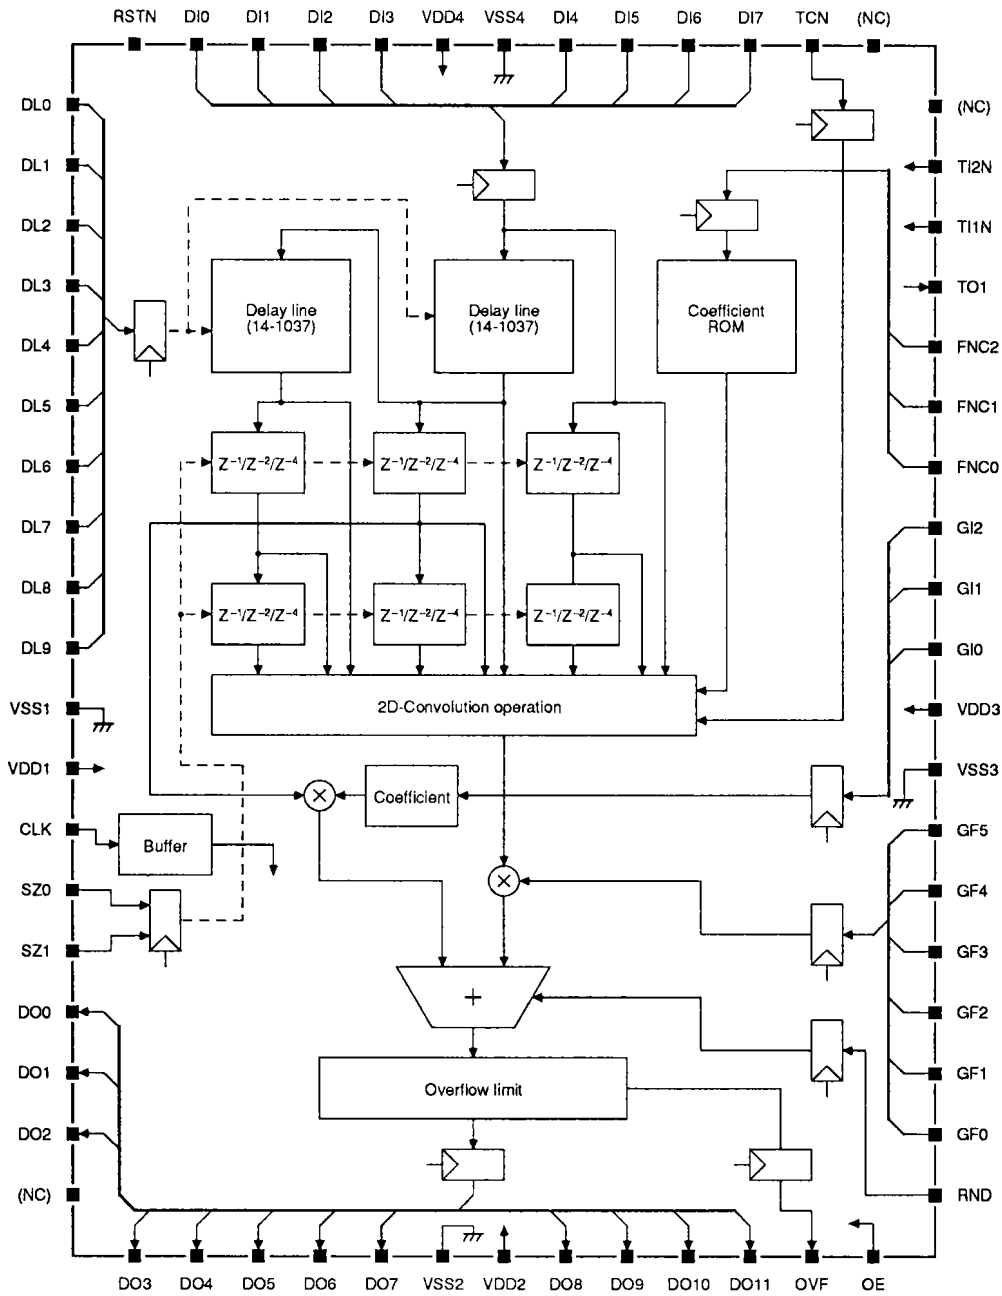 RSTN DI0 DI1 DI2 DI3 VDD4 VSS4 DI4 DI5 DI6 DI7 TCN (NC)
DL0 (NC)
DL1 TI2N
DL2 TI1N
DL3 TO1
Delay line
(14-1037)
Delay line
(14-1037)
Coefficient
ROM
DL4 FNC2
DL5 FNC1
DL6 Z⁻¹/Z⁻²/Z⁻⁴ Z⁻¹/Z⁻²/Z⁻⁴ Z⁻¹/Z⁻²/Z⁻⁴ FNC0
DL7 GI2
DL8 GI1
Z⁻¹/Z⁻²/Z⁻⁴ Z⁻¹/Z⁻²/Z⁻⁴ Z⁻¹/Z⁻²/Z⁻⁴
DL9 GI0
VSS1 2D-Convolution operation VDD3
VDD1 VSS3
× Coefficient
CLK Buffer GF5
SZ0 × GF4
SZ1 GF3
+
DO0 GF2
DO1 Overflow limit GF1
DO2 GF0
(NC) RND
DO3 DO4 DO5 DO6 DO7 VSS2 VDD2 DO8 DO9 DO10 DO11 OVF OE